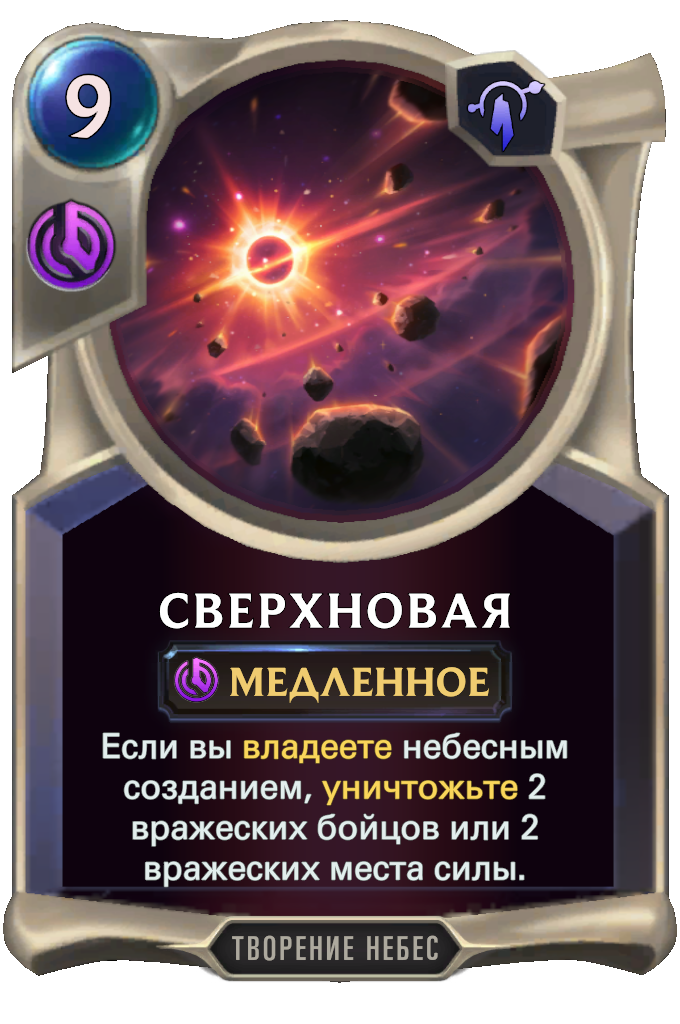 9
СВЕРХНОВАЯ
МЕДЛЕННОЕ
Если вы владеете небесным
созданием, уничтожьте 2
вражеских бойцов или 2
вражеских места силы.
ТВОРЕНИЕ НЕБЕС